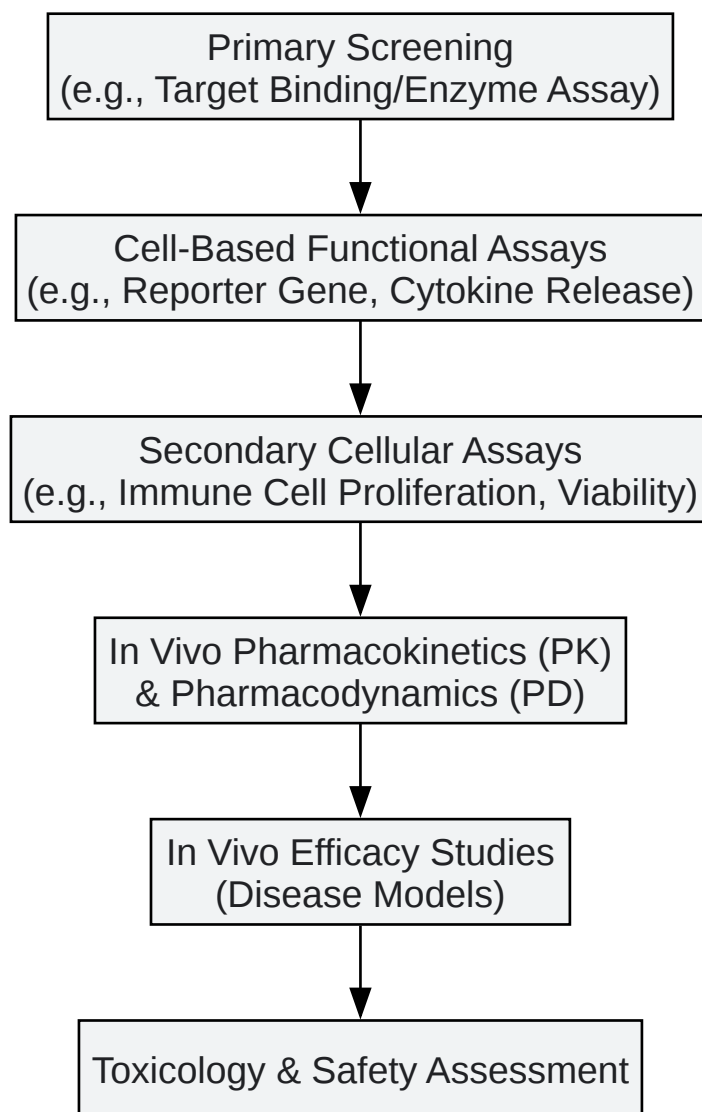 Primary Screening
(e.g., Target Binding/Enzyme Assay)
Cell-Based Functional Assays
(e.g., Reporter Gene, Cytokine Release)
Secondary Cellular Assays
(e.g., Immune Cell Proliferation, Viability)
In Vivo Pharmacokinetics (PK)
& Pharmacodynamics (PD)
In Vivo Efficacy Studies
(Disease Models)
Toxicology & Safety Assessment